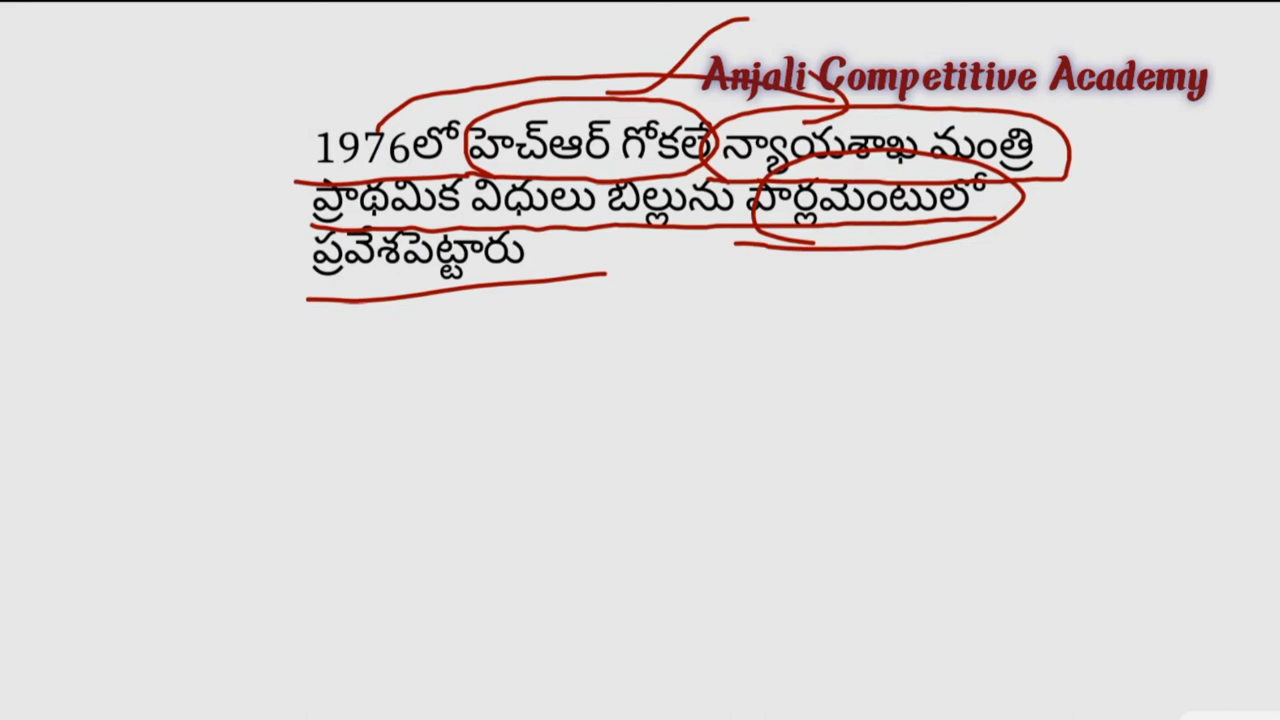 Anjali Competitive Academy
1976లో హెచ్ఆర్ గోకలే న్యాయశాఖ మంత్రి
ప్రాథమిక విధులు బిల్లును పార్లమెంటులో
ప్రవేశపెట్టారు